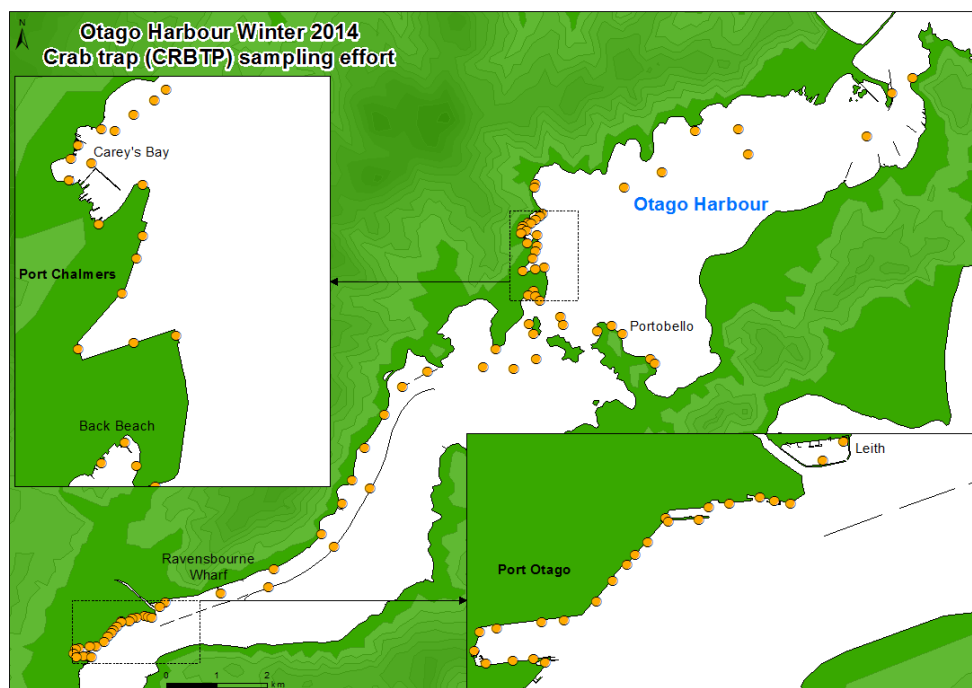 N
Otago Harbour Winter 2014
Crab trap (CRBTP) sampling effort
Carey's Bay
Otago Harbour
Port Chalmers
Portobello
Back Beach
Leith
Ravensbourne
Wharf
Port Otago
0 1 2
km